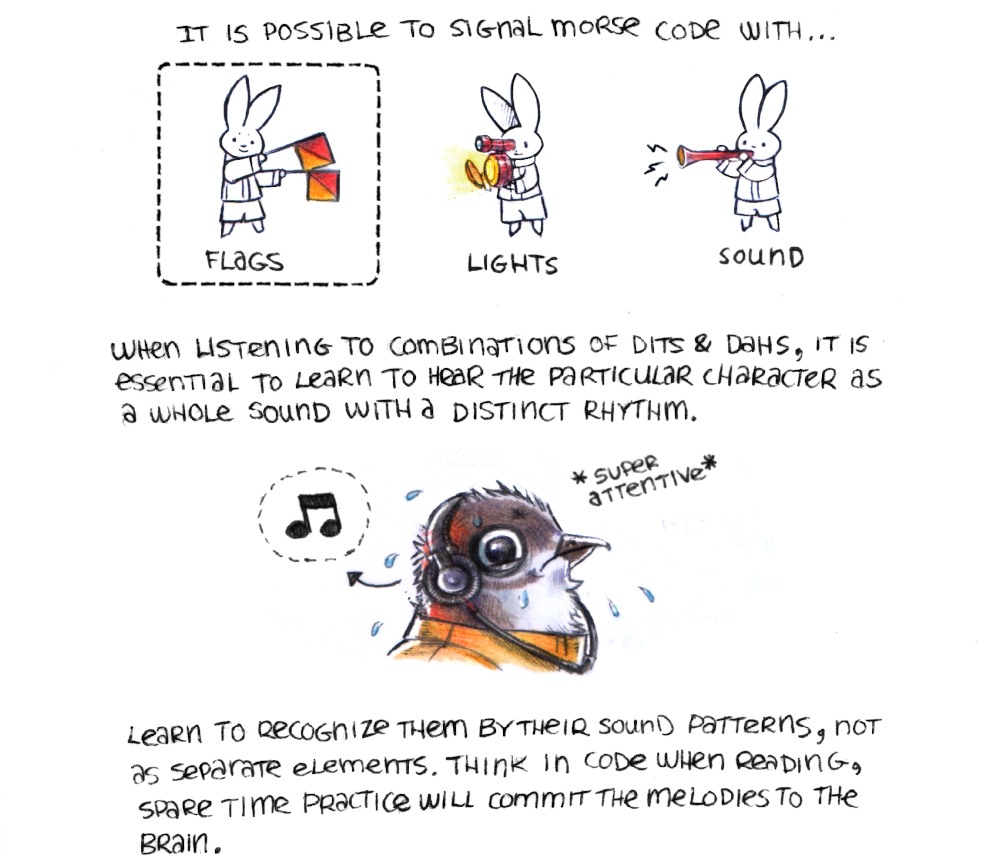 IT IS POSSIBLE TO SIGNAL MORSE CODE WITH...
FLAGS
LIGHTS
SOUND
WHEN LISTENING TO COMBINATIONS OF DITS & DAHS, IT IS
ESSENTIAL TO LEARN TO HEAR THE PARTICULAR CHARACTER AS
A WHOLE SOUND WITH A DISTINCT RHYTHM.
*SUPER
ATTENTIVE*
LEARN TO RECOGNIZE THEM BY THEIR SOUND PATTERNS, NOT
AS SEPARATE ELEMENTS. THINK IN CODE WHEN READING,
SPARE TIME PRACTICE WILL COMMIT THE MELODIES TO THE
BRAIN.